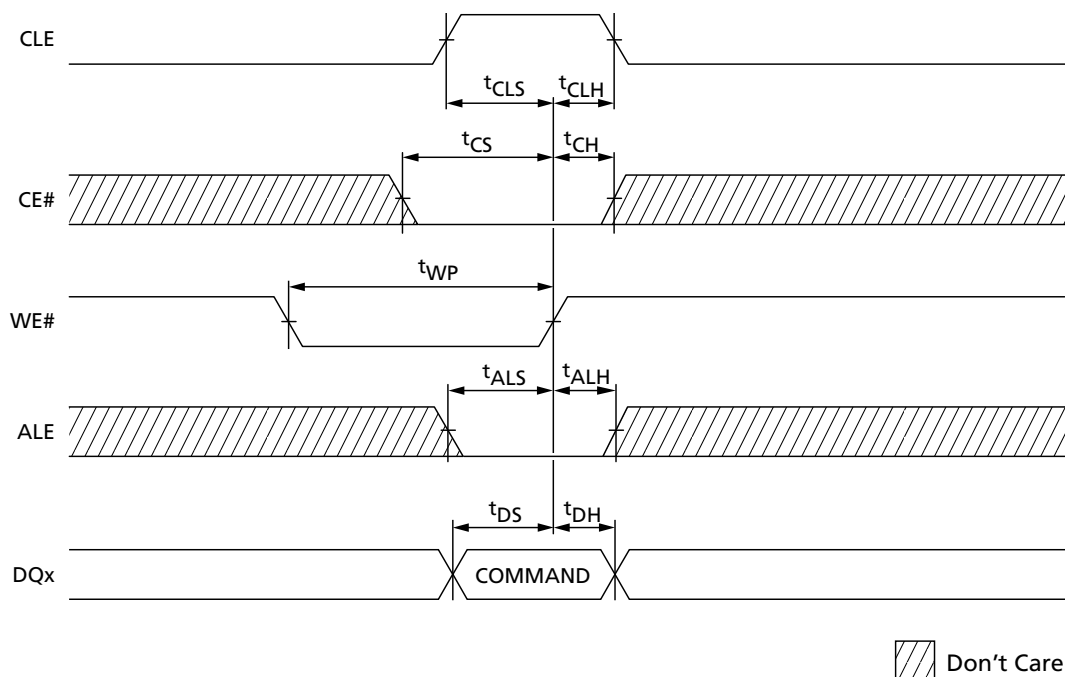 CLE
tCLS
tCLH
tCS
tCH
CE#
tWP
WE#
tALS
tALH
ALE
tDS
tDH
DQx
COMMAND
Don't Care